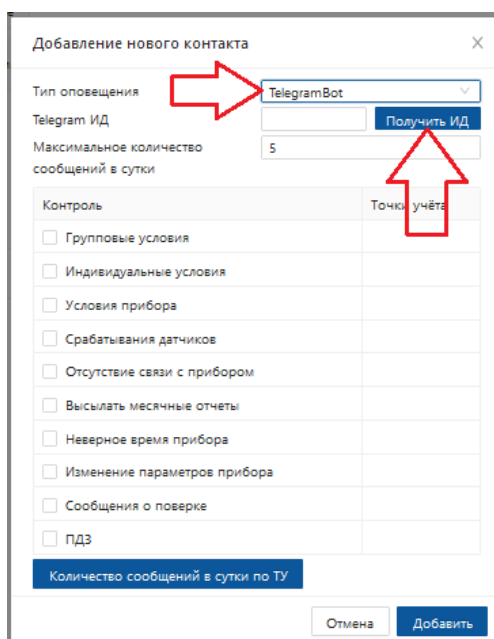 Добавление нового контакта
Тип оповещения TelegramBot
Telegram ИД Получить ИД
Максимальное количество 5
сообщений в сутки
Контроль Точки учёта
Групповые условия
Индивидуальные условия
Условия прибора
Срабатывания датчиков
Отсутствие связи с прибором
Высылать месячные отчеты
Неверное время прибора
Изменение параметров прибора
Сообщения о поверке
ПДЗ
Количество сообщений в сутки по ТУ
Отмена Добавить